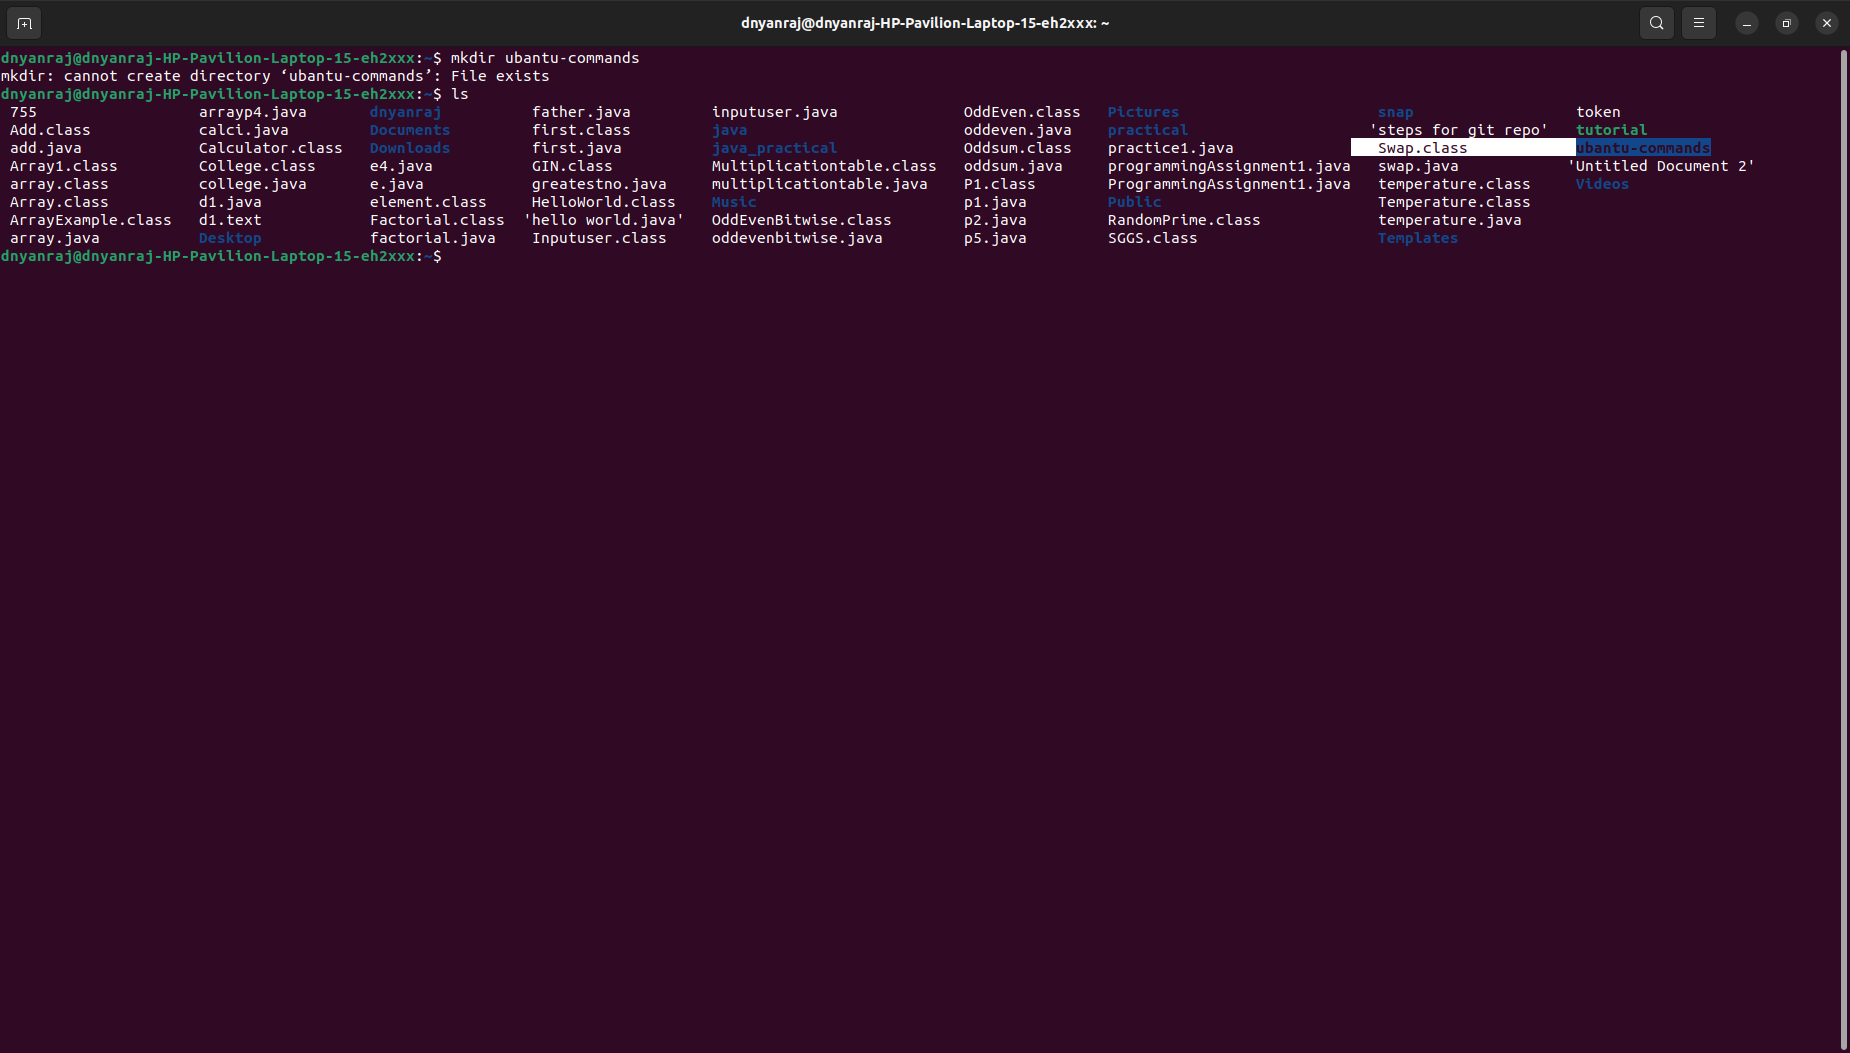 dnyanraj@dnyanraj-HP-Pavilion-Laptop-15-eh2xxx: ~
dnyanraj@dnyanraj-HP-Pavilion-Laptop-15-eh2xxx:~$ mkdir ubantu-commands
mkdir: cannot create directory ‘ubantu-commands’: File exists
dnyanraj@dnyanraj-HP-Pavilion-Laptop-15-eh2xxx:~$ ls
755 arrayp4.java dnyanraj father.java inputuser.java OddEven.class Pictures snap token
Add.class calci.java Documents first.class java oddeven.java practical 'steps for git repo' tutorial
add.java Calculator.class Downloads first.java java_practical Oddsum.class practice1.java Swap.class ubantu-commands
Array1.class College.class e4.java GIN.class Multiplicationtable.class oddsum.java programmingAssignment1.java swap.java 'Untitled Document 2'
array.class college.java e.java greatestno.java multiplicationtable.java P1.class ProgrammingAssignment1.java temperature.class Videos
Array.class d1.java element.class HelloWorld.class Music p1.java Public Temperature.class
ArrayExample.class d1.text Factorial.class 'hello world.java' OddEvenBitwise.class p2.java RandomPrime.class temperature.java
array.java Desktop factorial.java Inputuser.class oddevenbitwise.java p5.java SGGS.class Templates
dnyanraj@dnyanraj-HP-Pavilion-Laptop-15-eh2xxx:~$